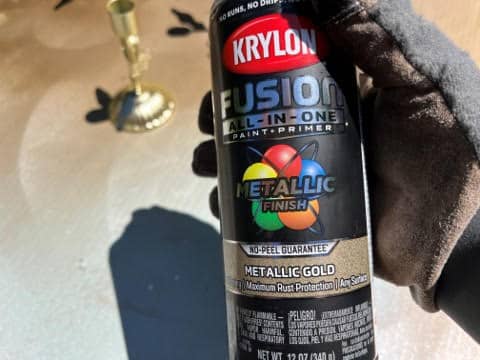 NO RUNS, NO DRIPS
KRYLON
FUSION
ALL-IN-ONE
PAINT+PRIMER
METALLIC
FINISH
NO-PEEL GUARANTEE
METALLIC GOLD
Maximum Rust Protection | Any Surface
¡PELIGRO!
NET WT. 12 OZ (340 g)